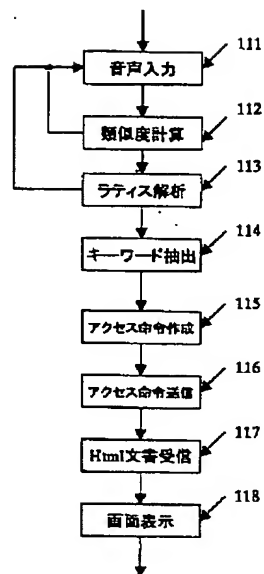 音声入力 111
類似度計算 112
ラティス解析 113
キーワード抽出 114
アクセス命令作成 115
アクセス命令送信 116
Html文書受信 117
画面表示 118